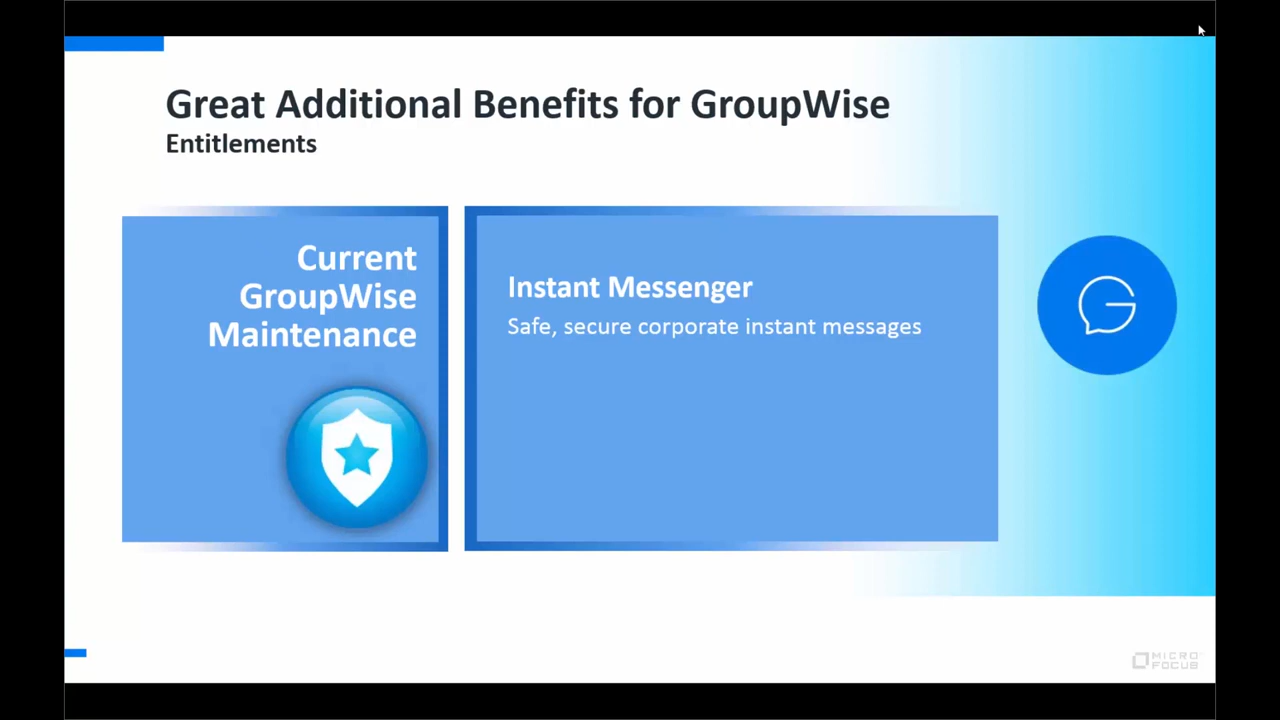 Great Additional Benefits for GroupWise
Entitlements
Current
GroupWise
Maintenance
Instant Messenger
Safe, secure corporate instant messages
MICRO
FOCUS